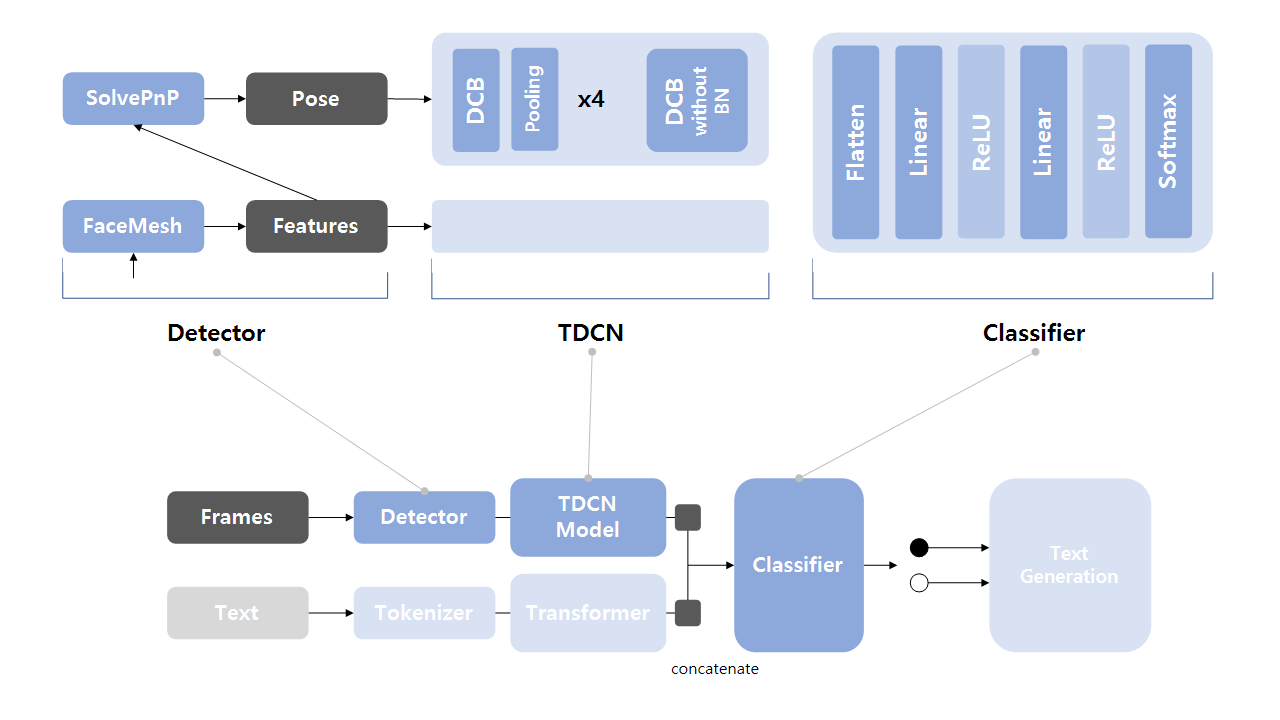 SolvePnP
Pose
DCB
Pooling
x4
DCB
without
BN
FaceMesh
Features
Flatten
Linear
ReLU
Linear
ReLU
Softmax
Detector
TDCN
Classifier
Frames
Detector
TDCN
Model
Text
Tokenizer
Transformer
concatenate
Classifier
Text
Generation